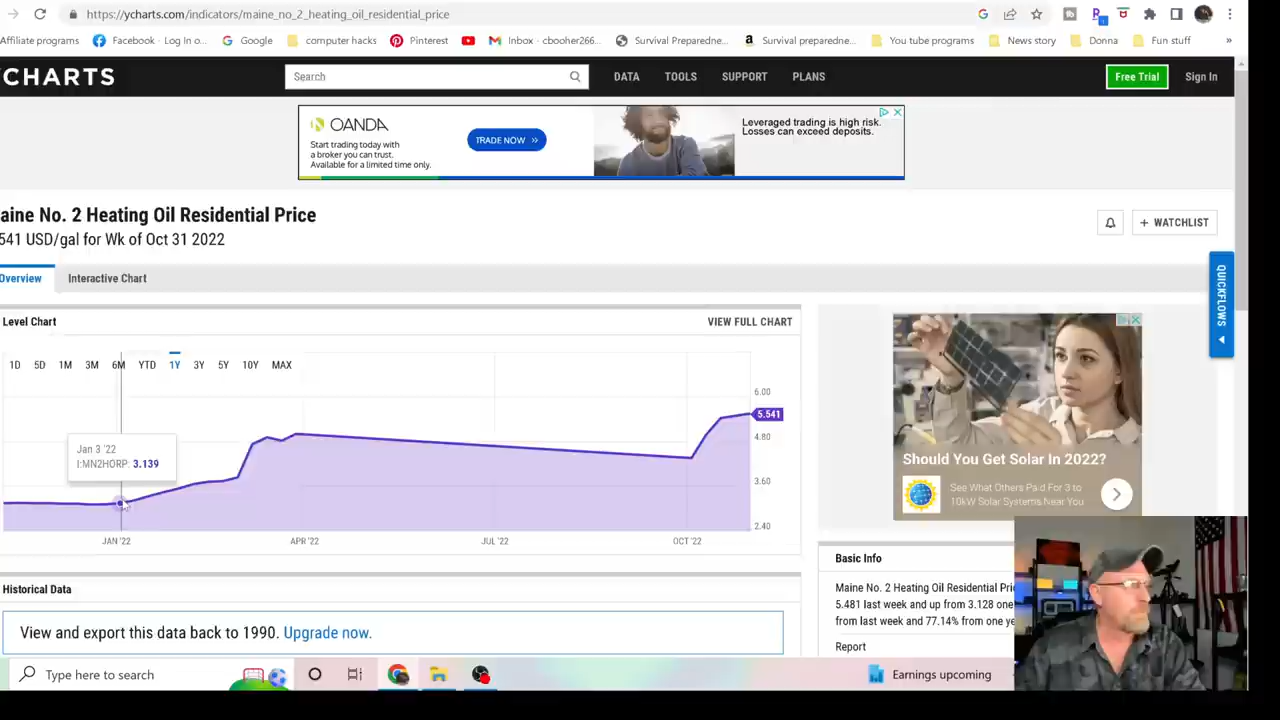 https://ycharts.com/indicators/maine_no_2_heating_oil_residential_price
Affiliate programs
Facebook - Log In o...
Google
computer hacks
Pinterest
Inbox - cbooher266...
Survival Preparedne...
Survival preparedne...
You tube programs
News story
Donna
Fun stuff
»
YCHARTS
Search
DATA
TOOLS
SUPPORT
PLANS
Free Trial
Sign In
OANDA
Start trading today with
a broker you can trust.
Available for a limited time only.
TRADE NOW »
Leveraged trading is high risk.
Losses can exceed deposits.
aine No. 2 Heating Oil Residential Price
541 USD/gal for Wk of Oct 31 2022
+ WATCHLIST
Overview
Interactive Chart
QUICKFLOWS
Level Chart
VIEW FULL CHART
1D 5D 1M 3M 6M YTD 1Y 3Y 5Y 10Y MAX
6.00
5.541
4.80
3.60
2.40
Jan 3 '22
I:MN2HORP: 3.139
JAN '22
APR '22
JUL '22
OCT '22
Should You Get Solar In 2022?
See What Others Paid For 3 to
10kW Solar Systems Near You
Historical Data
View and export this data back to 1990. Upgrade now.
Basic Info
Maine No. 2 Heating Oil Residential Pri
5.481 last week and up from 3.128 one
from last week and 77.14% from one ye
Report
Type here to search
Earnings upcoming